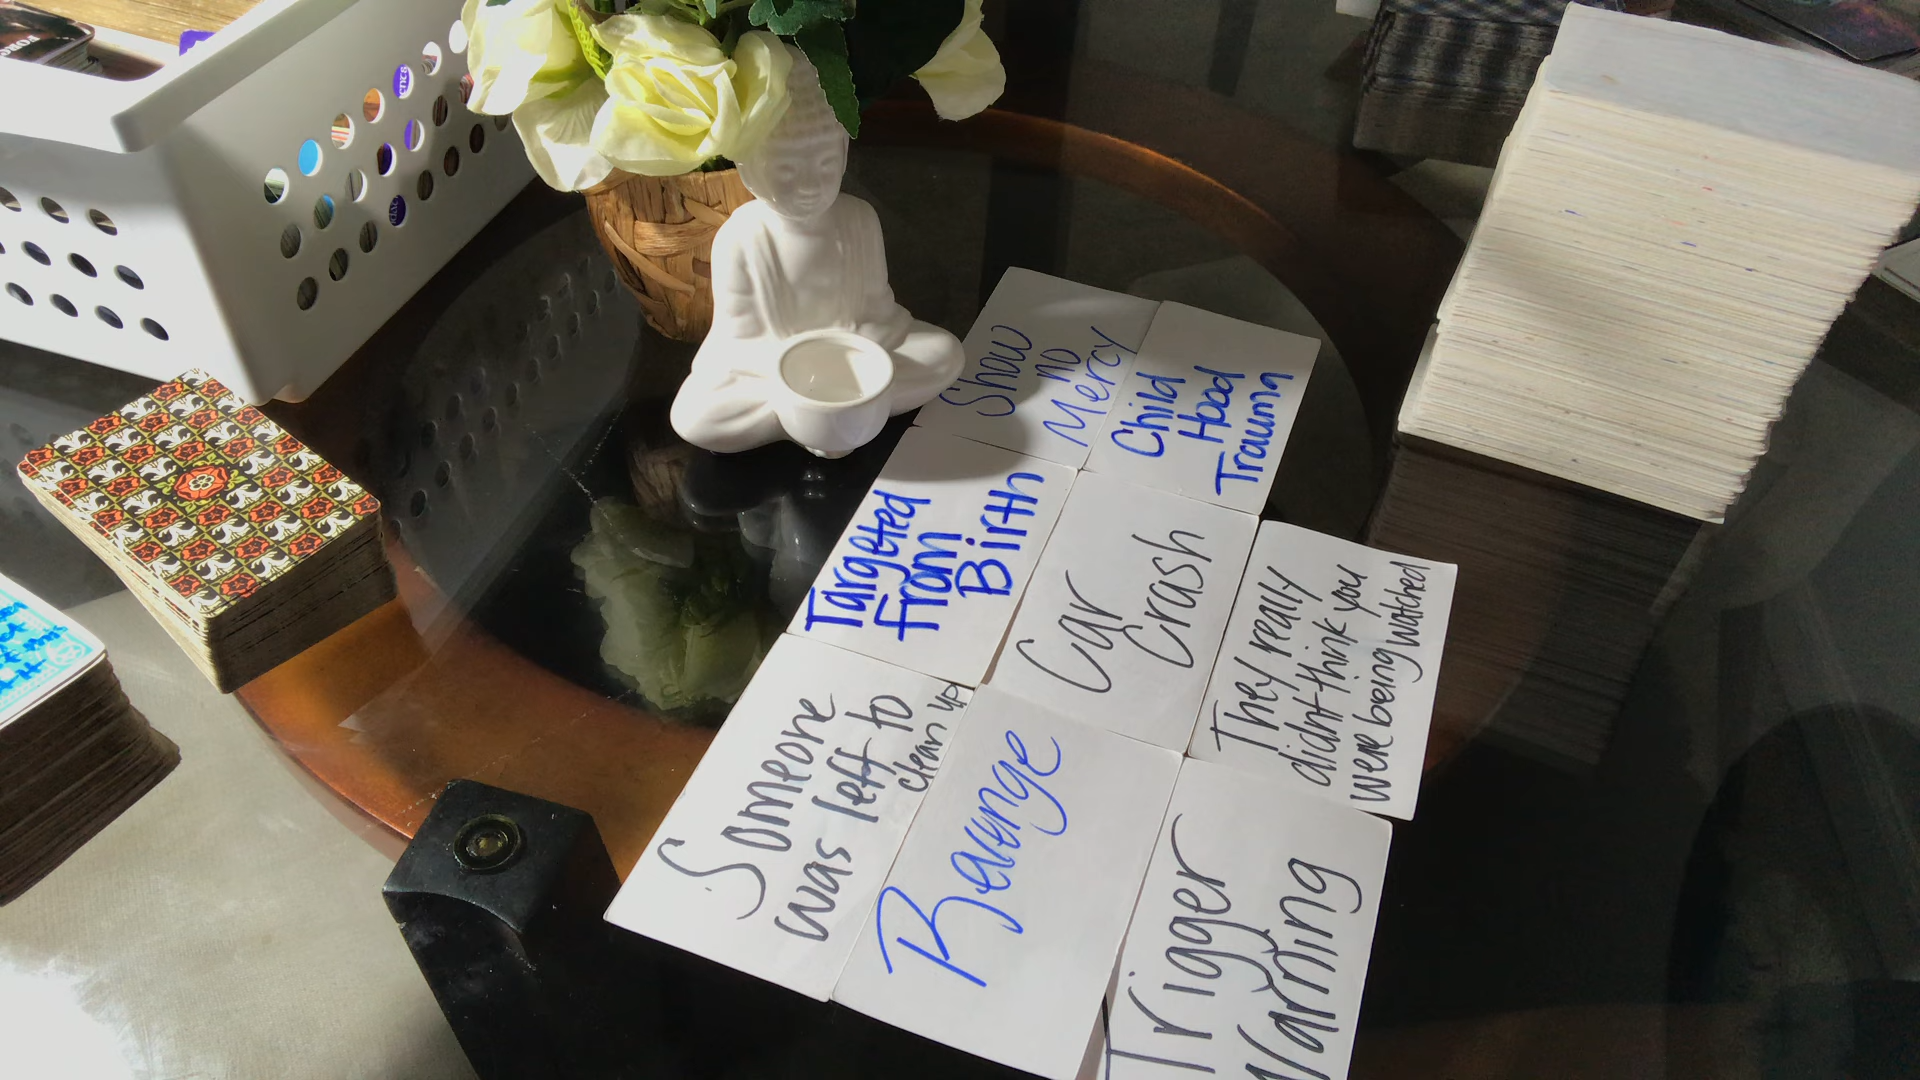 Show
no
Mercy
Child
Hood
Trauma
Targeted
From
Birth
Car
Crash
They really
didnt think you
were being watched
Someone
was left to
clean up
Revenge
Trigger
Warning